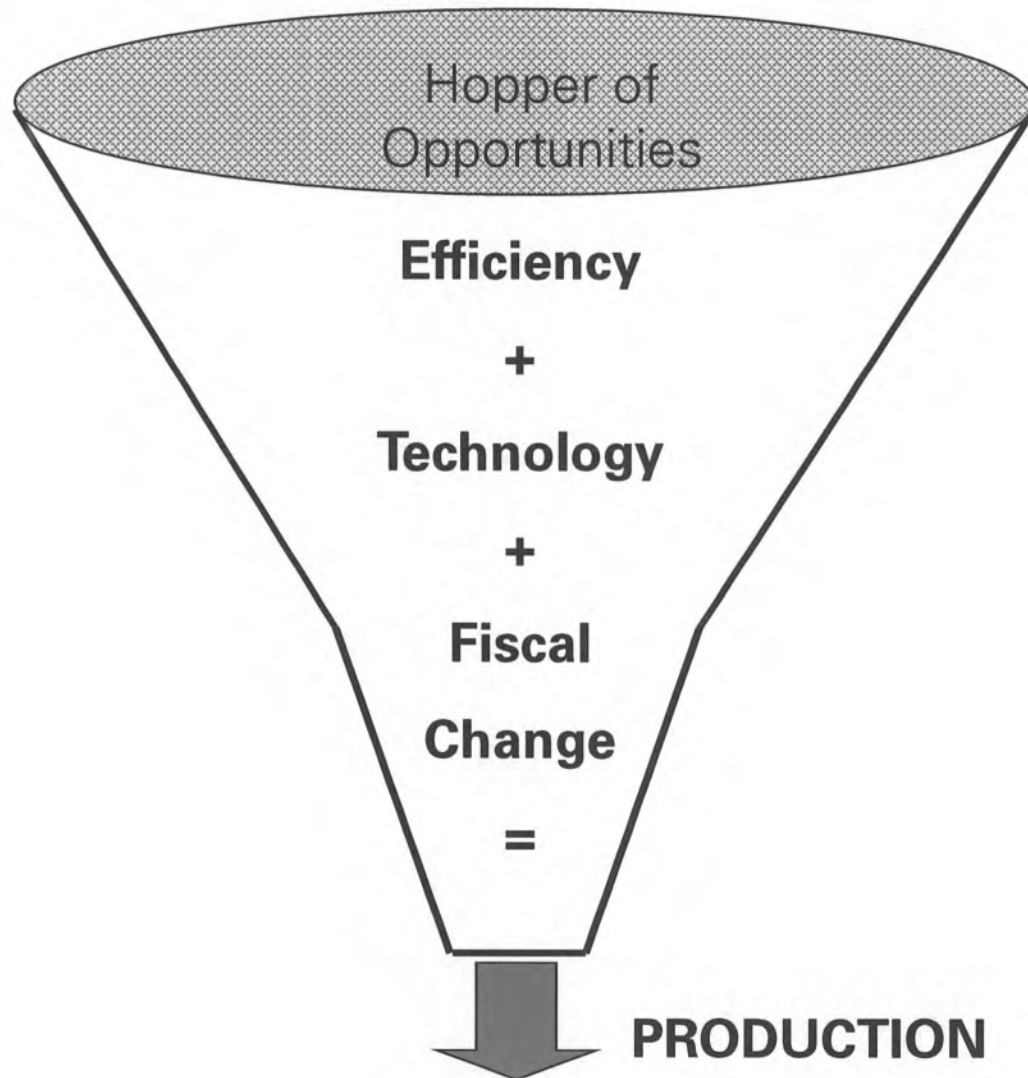 Hopper of
Opportunities
Efficiency
+
Technology
+
Fiscal
Change
=
PRODUCTION